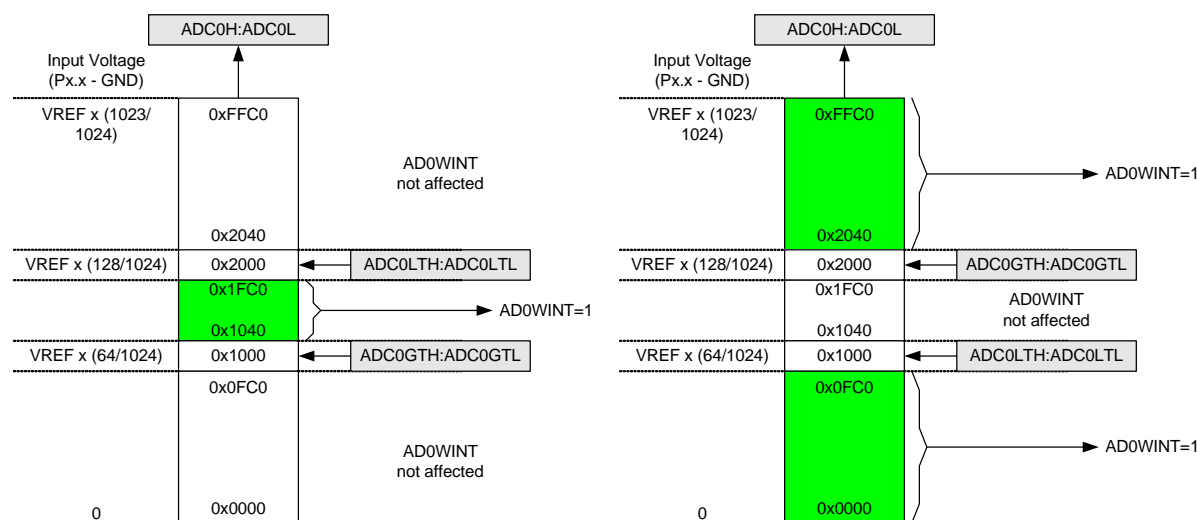 ADC0H:ADC0L
Input Voltage
(Px.x - GND)
VREF x (1023/
1024)
0xFFC0
AD0WINT
not affected
0x2040
VREF x (128/1024)
0x2000
ADC0LTH:ADC0LTL
0x1FC0
AD0WINT=1
0x1040
VREF x (64/1024)
0x1000
ADC0GTH:ADC0GTL
0x0FC0
AD0WINT
not affected
0
0x0000
ADC0H:ADC0L
Input Voltage
(Px.x - GND)
VREF x (1023/
1024)
0xFFC0
AD0WINT=1
0x2040
VREF x (128/1024)
0x2000
ADC0GTH:ADC0GTL
0x1FC0
AD0WINT
not affected
0x1040
VREF x (64/1024)
0x1000
ADC0LTH:ADC0LTL
0x0FC0
AD0WINT=1
0
0x0000